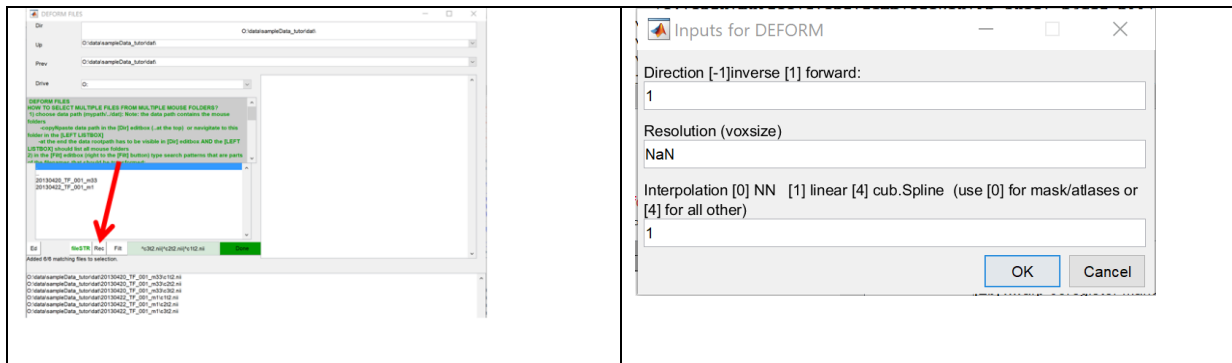 DEFORM FILES
Dir
O:\data\sampleData_tutor\dat\
Up
O:\data\sampleData_tutor\dat\
Prev
O:\data\sampleData_tutor\dat\
Drive
O:
DEFORM FILES
HOW TO SELECT MULTIPLE FILES FROM MULTIPLE MOUSE FOLDERS?
1) choose data path (mypath/../dat): Note: the data path contains the mouse
folders
-copy/paste data path in the [Dir] editbox (..at the top) or navigate to this
folder in the [LEFT LISTBOX]
-at the end the data rootpath has to be visible in [Dir] editbox AND the [LEFT
LISTBOX] should list all mouse folders
2) in the [Filt] editbox (right to the [Filt] button) type search patterns that are parts
..
20130420_TF_001_m33
20130422_TF_001_m1
Ed
fileSTR
Rec
Filt
^c3t2.nii|^c2t2.nii|^c1t2.nii
Done
Added 6/6 matching files to selection.
O:\data\sampleData_tutor\dat\20130420_TF_001_m33\c1t2.nii
O:\data\sampleData_tutor\dat\20130420_TF_001_m33\c2t2.nii
O:\data\sampleData_tutor\dat\20130420_TF_001_m33\c3t2.nii
O:\data\sampleData_tutor\dat\20130422_TF_001_m1\c1t2.nii
O:\data\sampleData_tutor\dat\20130422_TF_001_m1\c2t2.nii
O:\data\sampleData_tutor\dat\20130422_TF_001_m1\c3t2.nii
Inputs for DEFORM
Direction [-1]inverse [1] forward:
1
Resolution (voxsize)
NaN
Interpolation [0] NN [1] linear [4] cub.Spline (use [0] for mask/atlases or
[4] for all other)
1
OK
Cancel